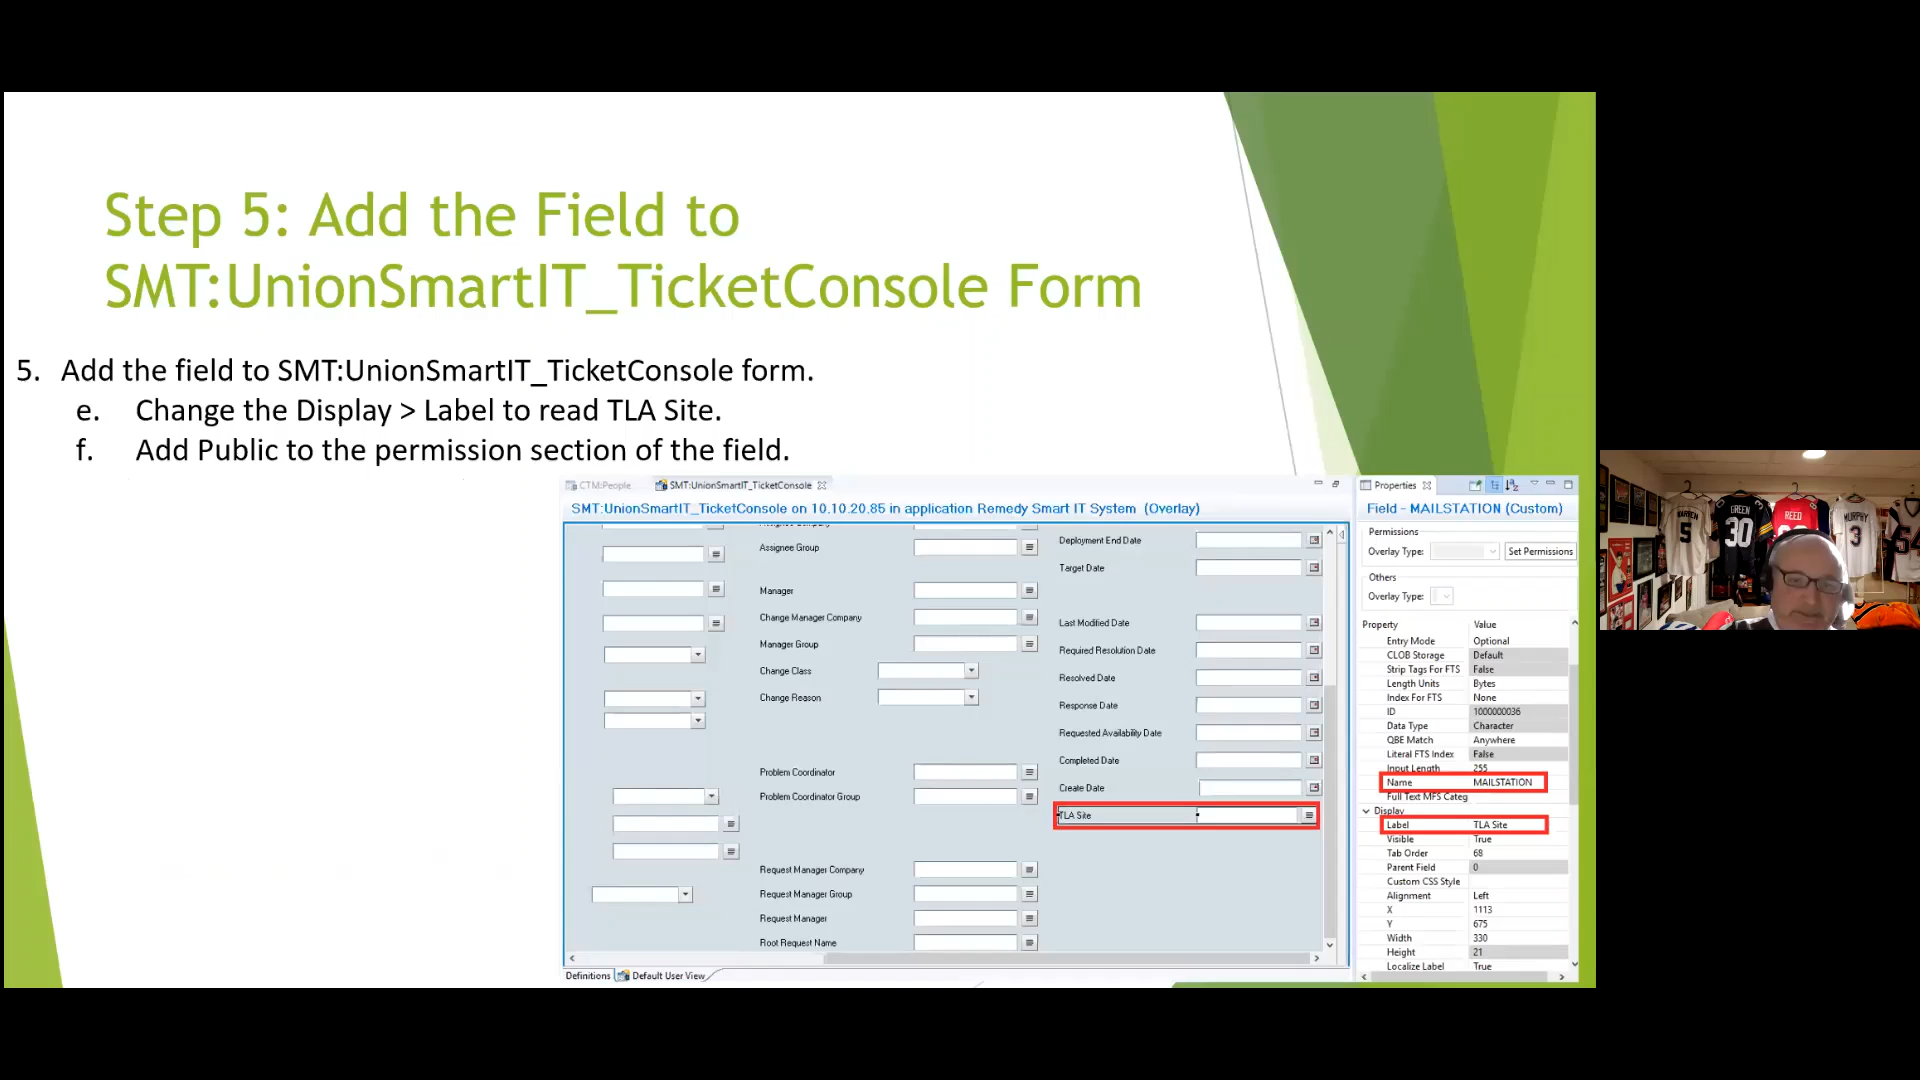 Step 5: Add the Field to
SMT:UnionSmartIT_TicketConsole Form
5. Add the field to SMT:UnionSmartIT_TicketConsole form.
e. Change the Display > Label to read TLA Site.
f. Add Public to the permission section of the field.
CTM:People
SMT:UnionSmartIT_TicketConsole
SMT:UnionSmartIT_TicketConsole on 10.10.20.85 in application Remedy Smart IT System (Overlay)
Assignee Group
Manager
Change Manager Company
Manager Group
Change Class
Change Reason
Problem Coordinator
Problem Coordinator Group
Request Manager Company
Request Manager Group
Request Manager
Root Request Name
Deployment End Date
Target Date
Last Modified Date
Required Resolution Date
Resolved Date
Response Date
Requested Availability Date
Completed Date
Create Date
TLA Site
Definitions Default User View
Properties
Field - MAILSTATION (Custom)
Permissions
Overlay Type: Set Permissions
Others
Overlay Type:
Property Value
Entry Mode Optional
CLOB Storage Default
Strip Tags For FTS False
Length Units Bytes
Index For FTS None
ID 1000000036
Data Type Character
QBE Match Anywhere
Literal FTS Index False
Input Length 255
Name MAILSTATION
Full Text MFS Categ
Display
Label TLA Site
Visible True
Tab Order 68
Parent Field 0
Custom CSS Style
Alignment Left
X 1113
Y 675
Width 330
Height 21
Localize Label True
5
GREEN
30
REED
MURPHY
3